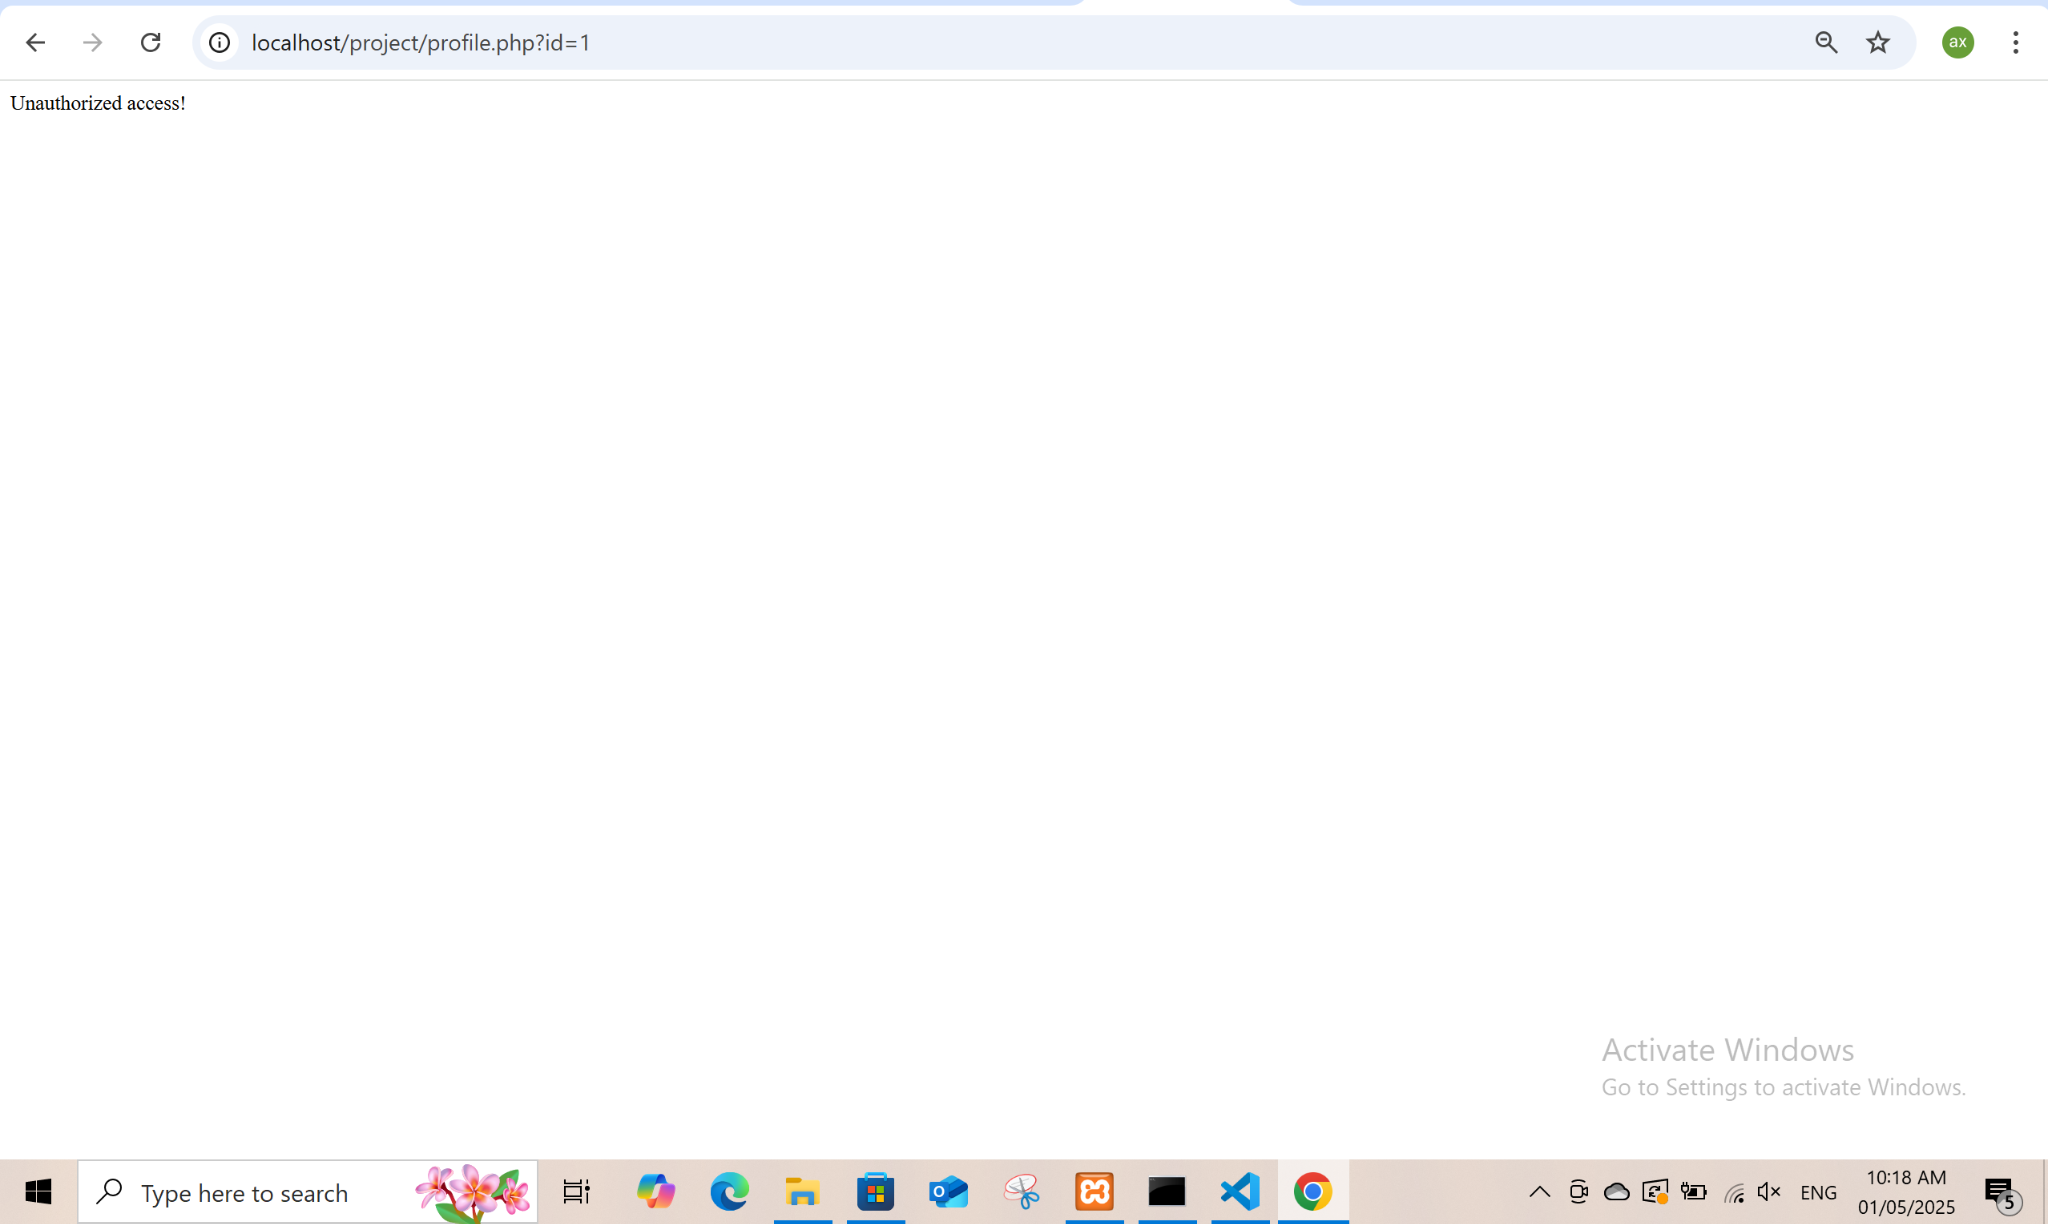 localhost/project/profile.php?id=1
ax
Unauthorized access!
Activate Windows
Go to Settings to activate Windows.
Type here to search
ENG
10:18 AM
01/05/2025
5